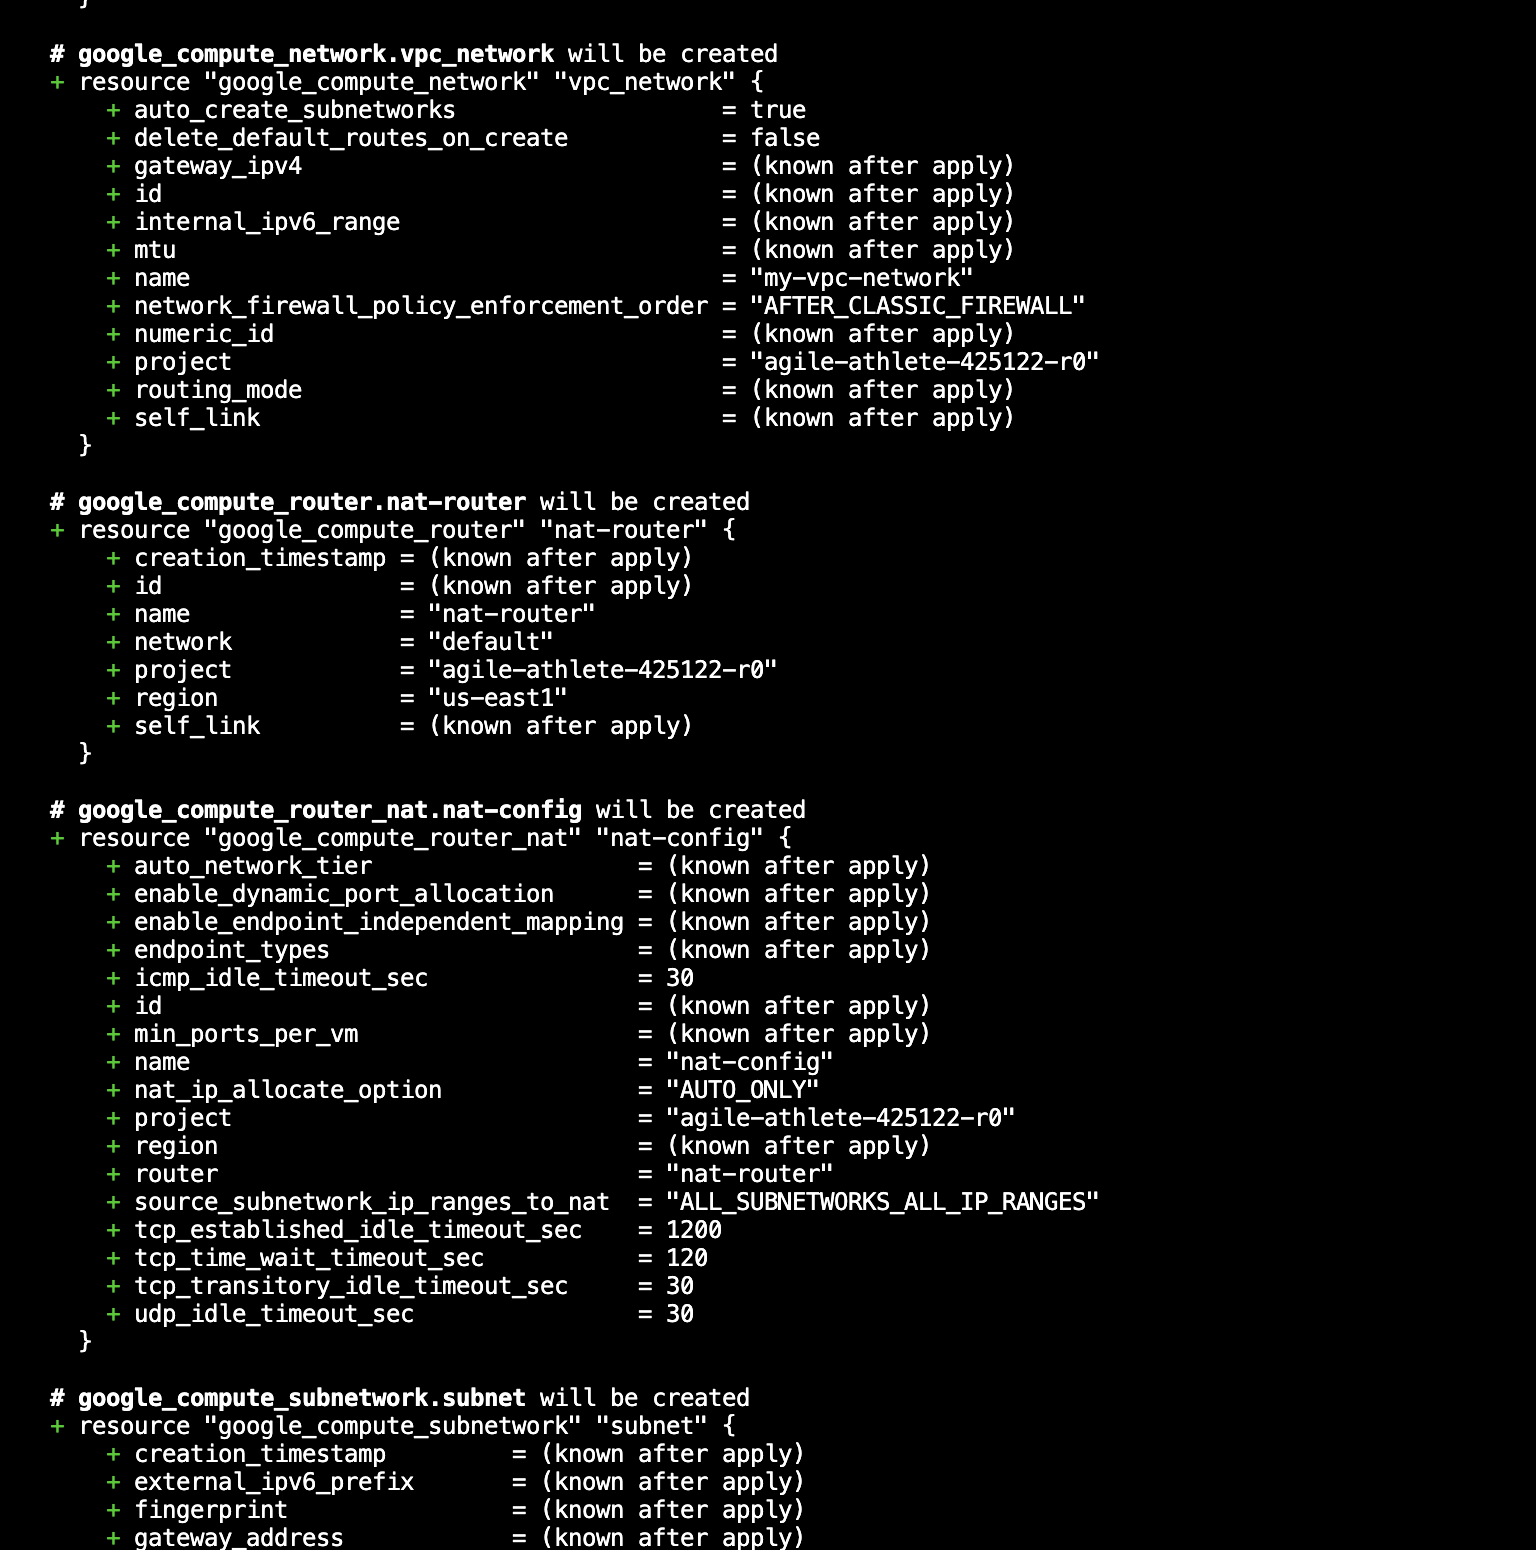 }
# google_compute_network.vpc_network will be created
+ resource "google_compute_network" "vpc_network" {
+ auto_create_subnetworks = true
+ delete_default_routes_on_create = false
+ gateway_ipv4 = (known after apply)
+ id = (known after apply)
+ internal_ipv6_range = (known after apply)
+ mtu = (known after apply)
+ name = "my-vpc-network"
+ network_firewall_policy_enforcement_order = "AFTER_CLASSIC_FIREWALL"
+ numeric_id = (known after apply)
+ project = "agile-athlete-425122-r0"
+ routing_mode = (known after apply)
+ self_link = (known after apply)
}
# google_compute_router.nat-router will be created
+ resource "google_compute_router" "nat-router" {
+ creation_timestamp = (known after apply)
+ id = (known after apply)
+ name = "nat-router"
+ network = "default"
+ project = "agile-athlete-425122-r0"
+ region = "us-east1"
+ self_link = (known after apply)
}
# google_compute_router_nat.nat-config will be created
+ resource "google_compute_router_nat" "nat-config" {
+ auto_network_tier = (known after apply)
+ enable_dynamic_port_allocation = (known after apply)
+ enable_endpoint_independent_mapping = (known after apply)
+ endpoint_types = (known after apply)
+ icmp_idle_timeout_sec = 30
+ id = (known after apply)
+ min_ports_per_vm = (known after apply)
+ name = "nat-config"
+ nat_ip_allocate_option = "AUTO_ONLY"
+ project = "agile-athlete-425122-r0"
+ region = (known after apply)
+ router = "nat-router"
+ source_subnetwork_ip_ranges_to_nat = "ALL_SUBNETWORKS_ALL_IP_RANGES"
+ tcp_established_idle_timeout_sec = 1200
+ tcp_time_wait_timeout_sec = 120
+ tcp_transitory_idle_timeout_sec = 30
+ udp_idle_timeout_sec = 30
}
# google_compute_subnetwork.subnet will be created
+ resource "google_compute_subnetwork" "subnet" {
+ creation_timestamp = (known after apply)
+ external_ipv6_prefix = (known after apply)
+ fingerprint = (known after apply)
+ gateway_address = (known after apply)